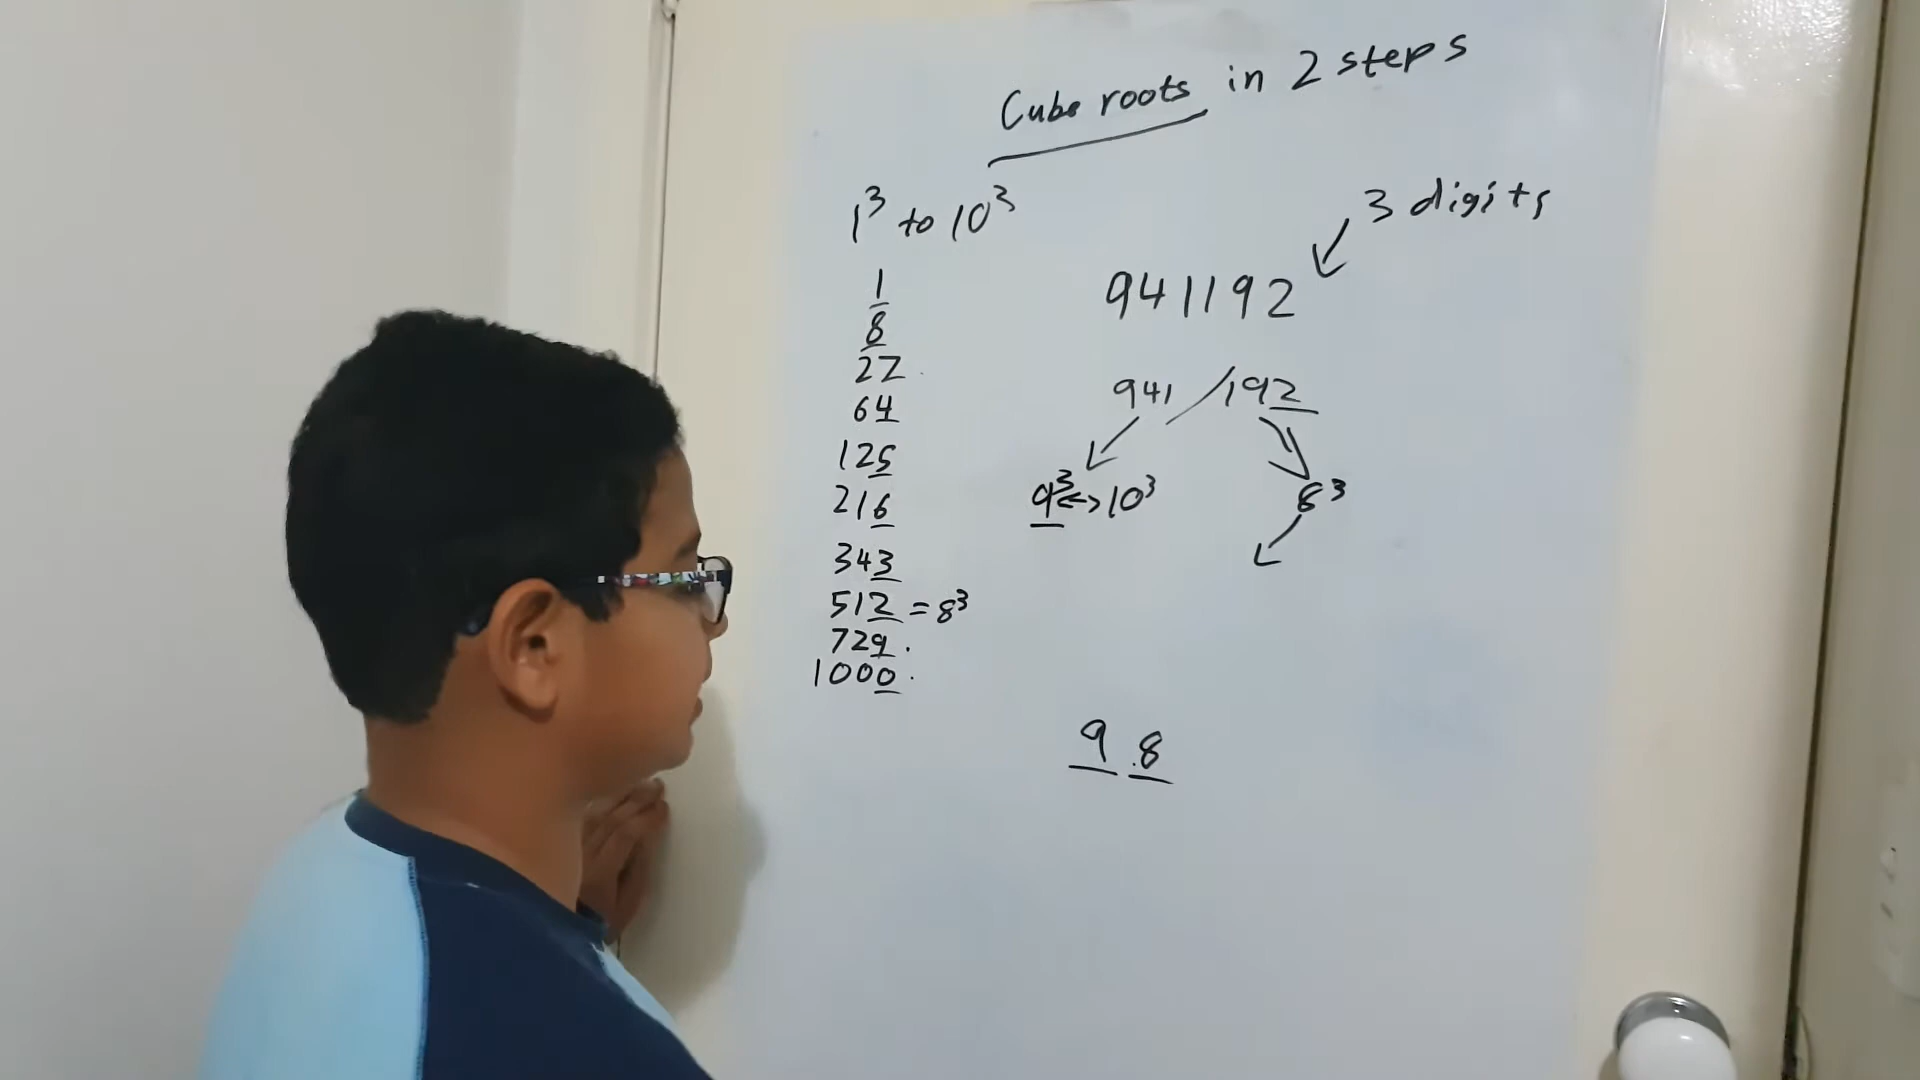 Cube roots in 2 steps
1³ to 10³
1
8
27
64
125
216
343
512 = 8³
729
1000
3 digits
941192
941 / 192
9³ <-> 10³
8³
9 8